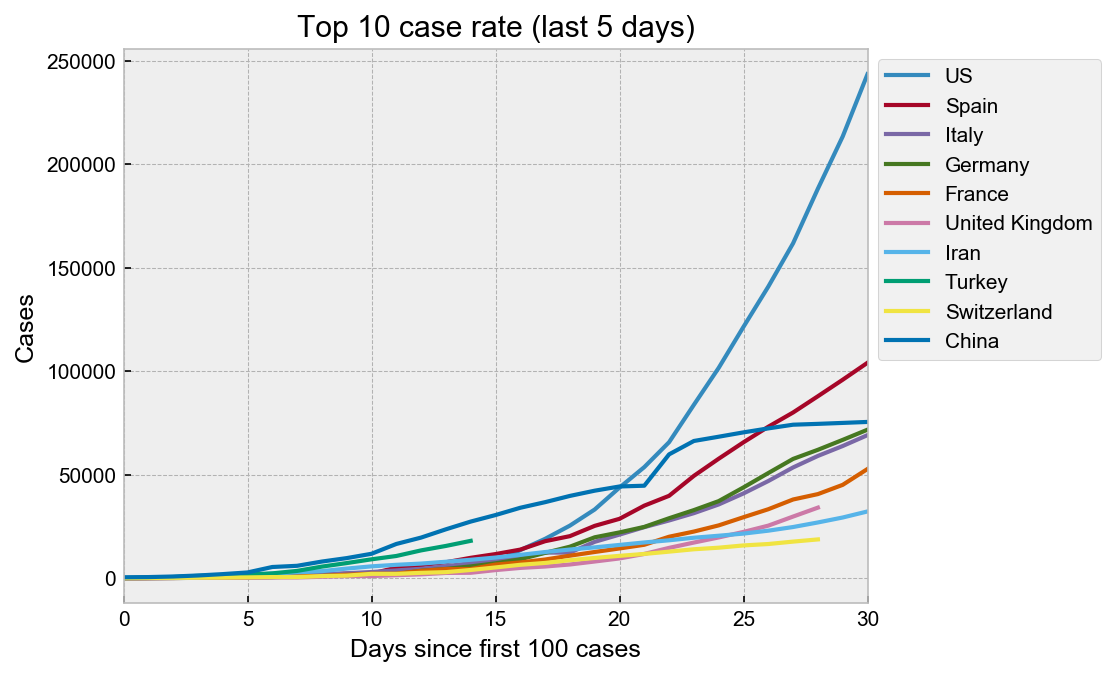 Top 10 case rate (last 5 days)
250000
200000
150000
100000
50000
0
Cases
0 5 10 15 20 25 30
Days since first 100 cases
US
Spain
Italy
Germany
France
United Kingdom
Iran
Turkey
Switzerland
China